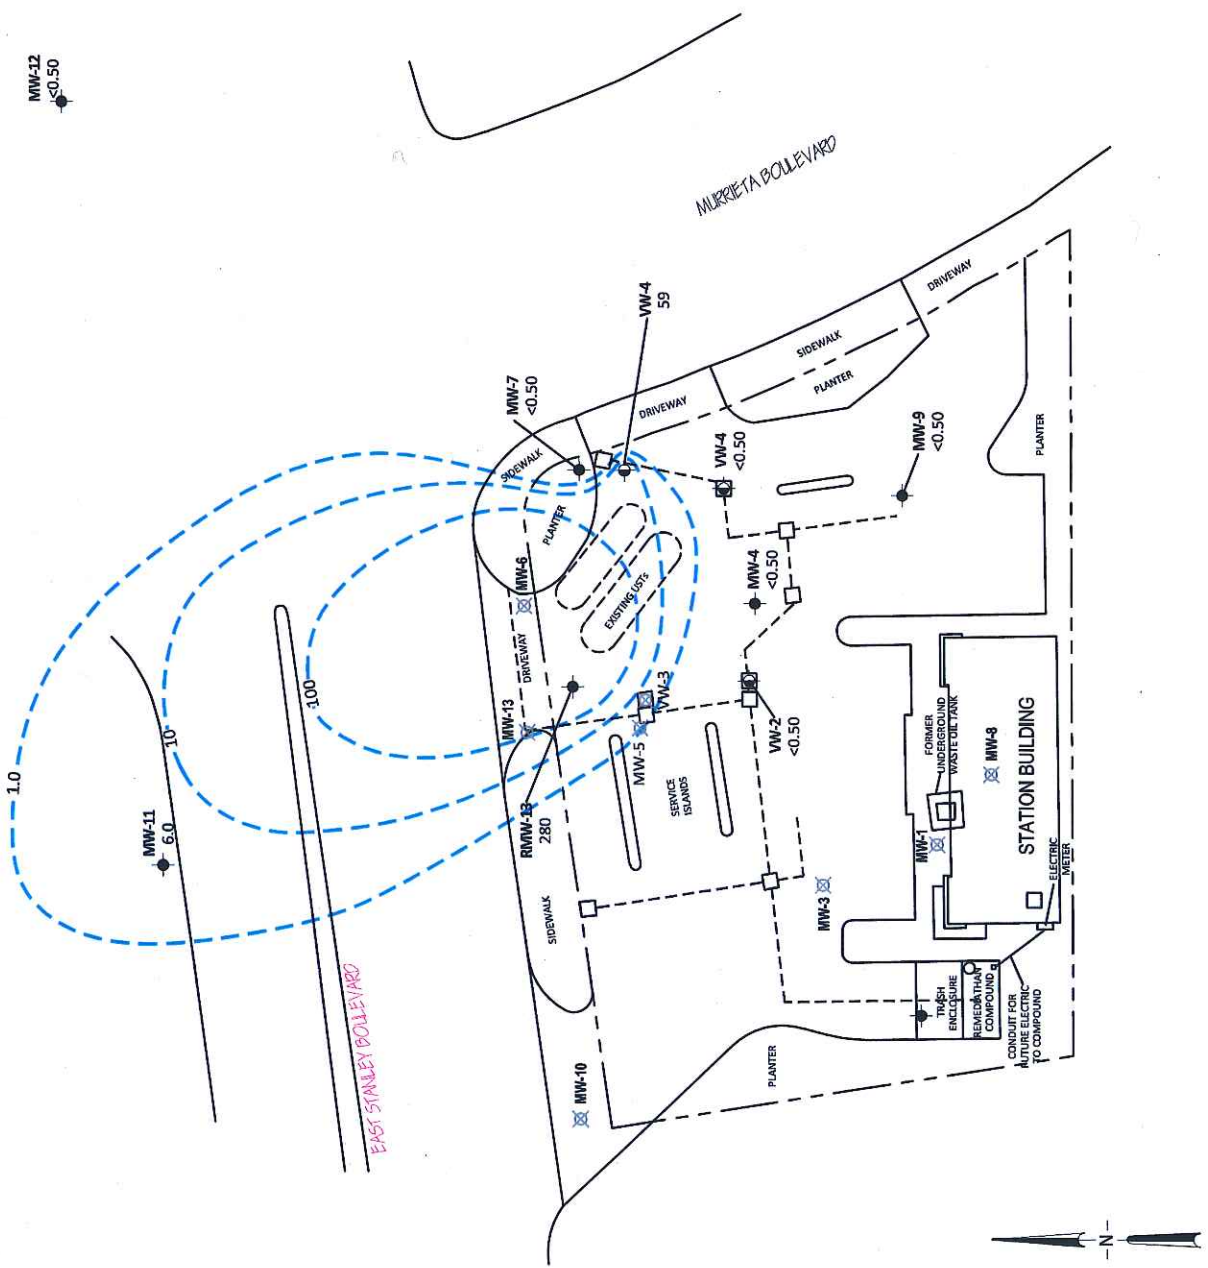 MW-12
<0.50
MURRIETA BOULEVARD
1.0
10
100
MW-11
6.0
EAST STANLEY BOULEVARD
MW-7
<0.50
VW-4
59
SIDEWALK
DRIVEWAY
PLANTER
MW-6
DRIVEWAY
MW-13
RMW-13
280
EXISTING USTs
SIDEWALK
PLANTER
DRIVEWAY
VW-4
<0.50
MW-9
<0.50
MW-4
<0.50
PLANTER
VW-3
MW-5
VW-2
<0.50
SERVICE
ISLANDS
SIDEWALK
MW-10
MW-3
FORMER
UNDERGROUND
WASTE OIL TANK
MW-8
MW-1
STATION BUILDING
ELECTRIC
METER
TRASH
ENCLOSURE
REMEDIATHAN
COMPOUND
CONDUIT FOR
FUTURE ELECTRIC
TO COMPOUND
PLANTER
N